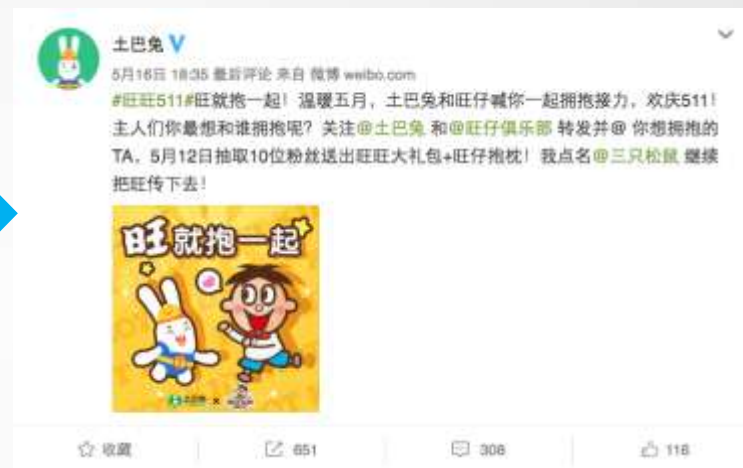 土巴兔 V
5月16日 18:35 最后评论 来自 微博 weibo.com
#旺旺511#旺就抱一起！温暖五月，土巴兔和旺仔喊你一起拥抱接力，欢庆511！
主人们你最想和谁拥抱呢？关注@土巴兔 和@旺仔俱乐部 转发并@ 你想拥抱的
TA，5月12日抽取10位粉丝送出旺旺大礼包+旺仔抱枕！我点名@三只松鼠 继续
把旺传下去！
旺就抱一起
土巴兔 ×
收藏
651
308
116